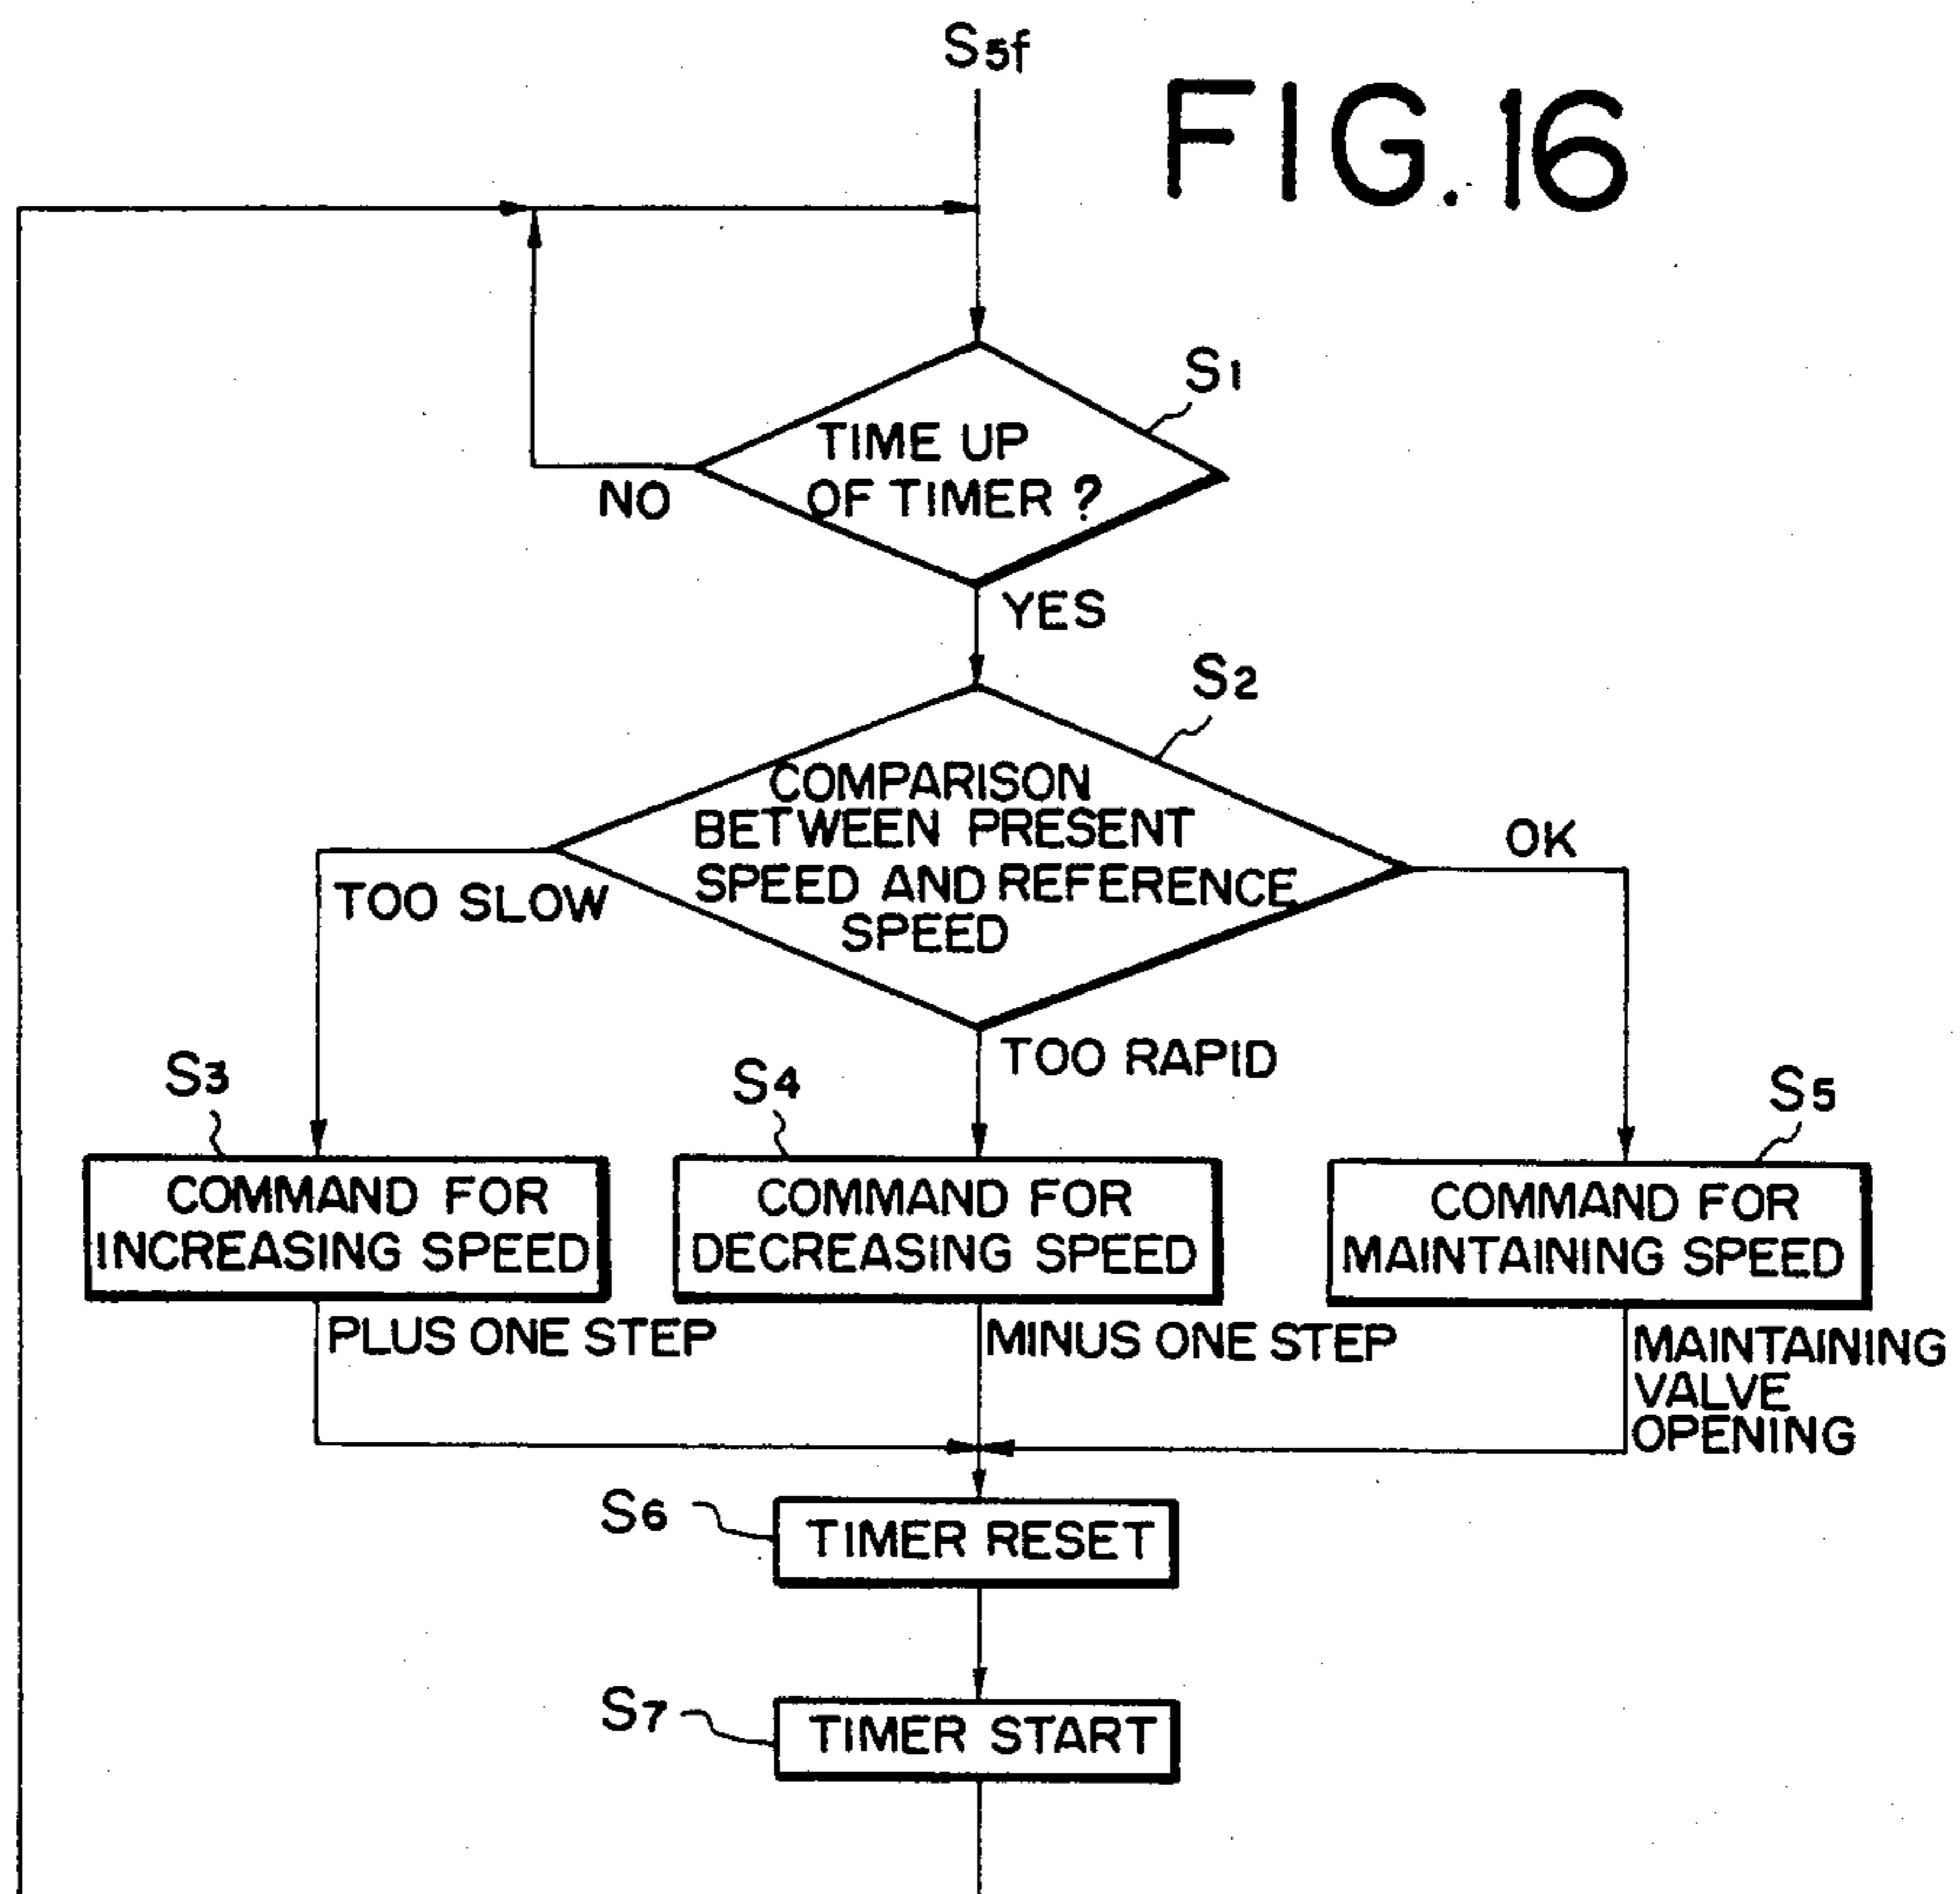 S5f
FIG. 16
S1
TIME UP
OF TIMER ?
NO
YES
S2
COMPARISON
BETWEEN PRESENT
SPEED AND REFERENCE
SPEED
OK
TOO SLOW
TOO RAPID
S3
S4
S5
COMMAND FOR
INCREASING SPEED
COMMAND FOR
DECREASING SPEED
COMMAND FOR
MAINTAINING SPEED
PLUS ONE STEP
MINUS ONE STEP
MAINTAINING
VALVE
OPENING
S6
TIMER RESET
S7
TIMER START